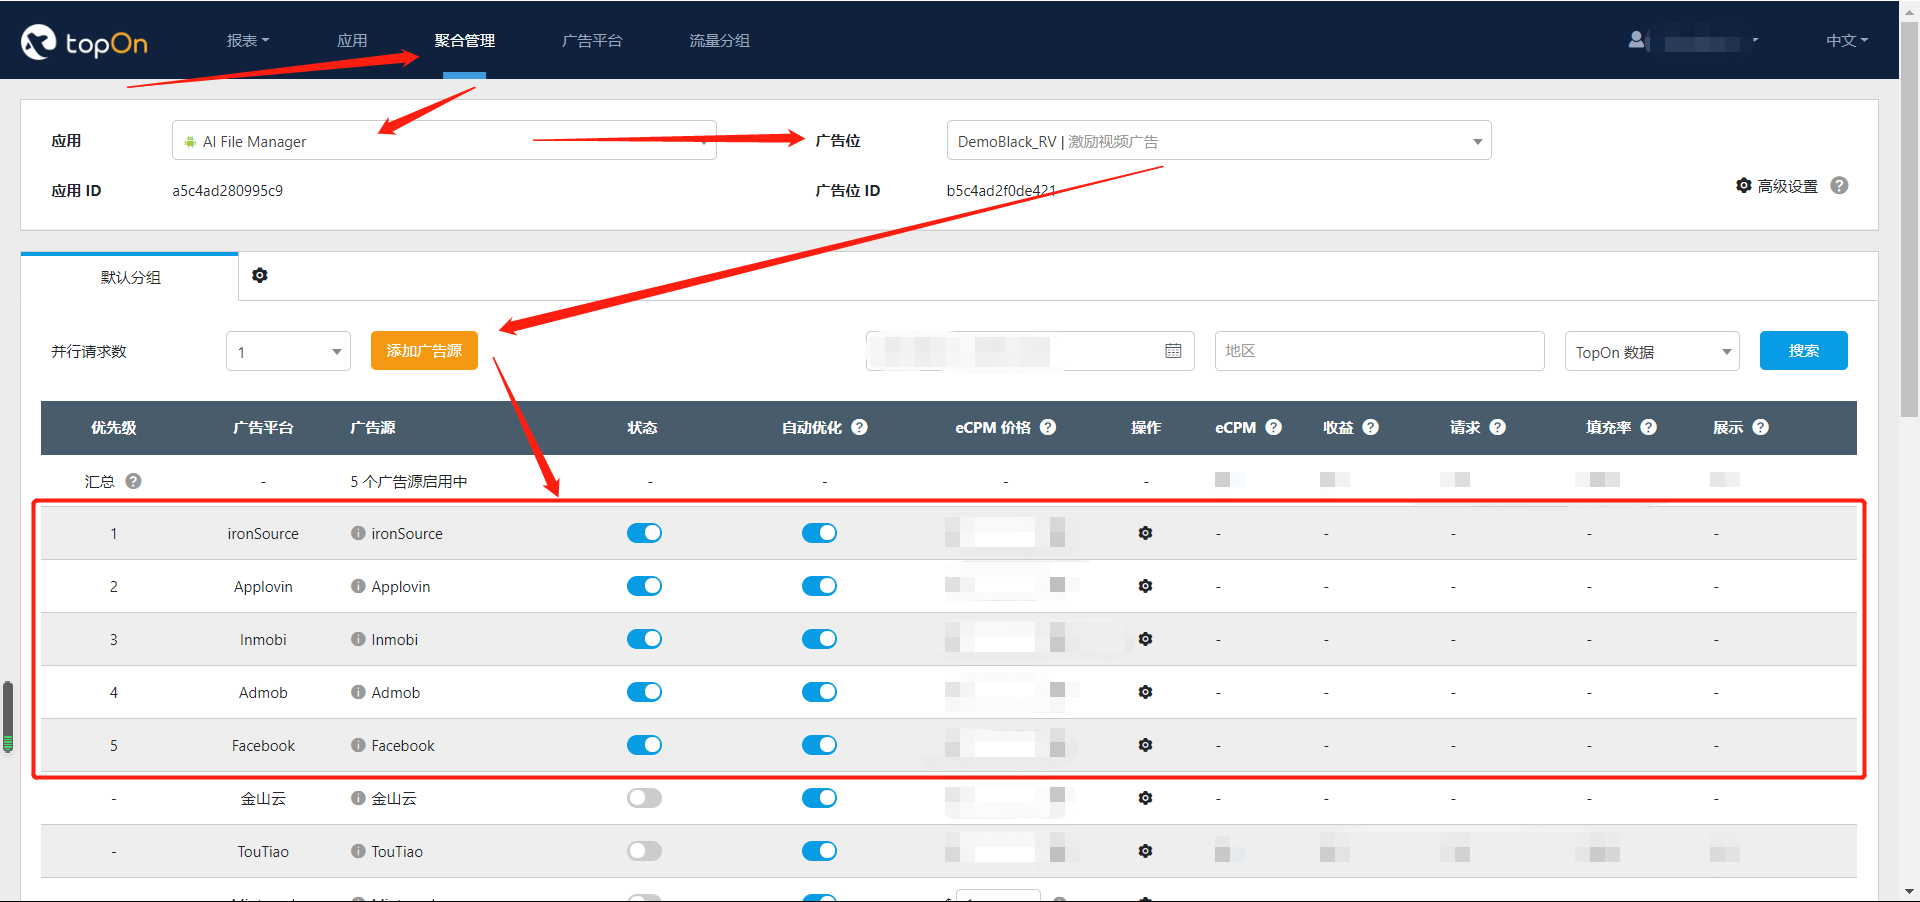 topOn 报表 应用 聚合管理 广告平台 流量分组 中文
应用 AI File Manager 广告位 DemoBlack_RV | 激励视频广告
应用 ID a5c4ad280995c9 广告位 ID b5c4ad2f0de421 高级设置 ?
默认分组
并行请求数 1 添加广告源 地区 TopOn 数据 搜索
优先级 广告平台 广告源 状态 自动优化 ? eCPM 价格 ? 操作 eCPM ? 收益 ? 请求 ? 填充率 ? 展示 ?
汇总 ? - 5 个广告源启用中 - - - -
1 ironSource ironSource - - - - -
2 Applovin Applovin - - - - -
3 Inmobi Inmobi - - - - -
4 Admob Admob - - - - -
5 Facebook Facebook - - - - -
- 金山云 金山云 - - - - -
- TouTiao TouTiao